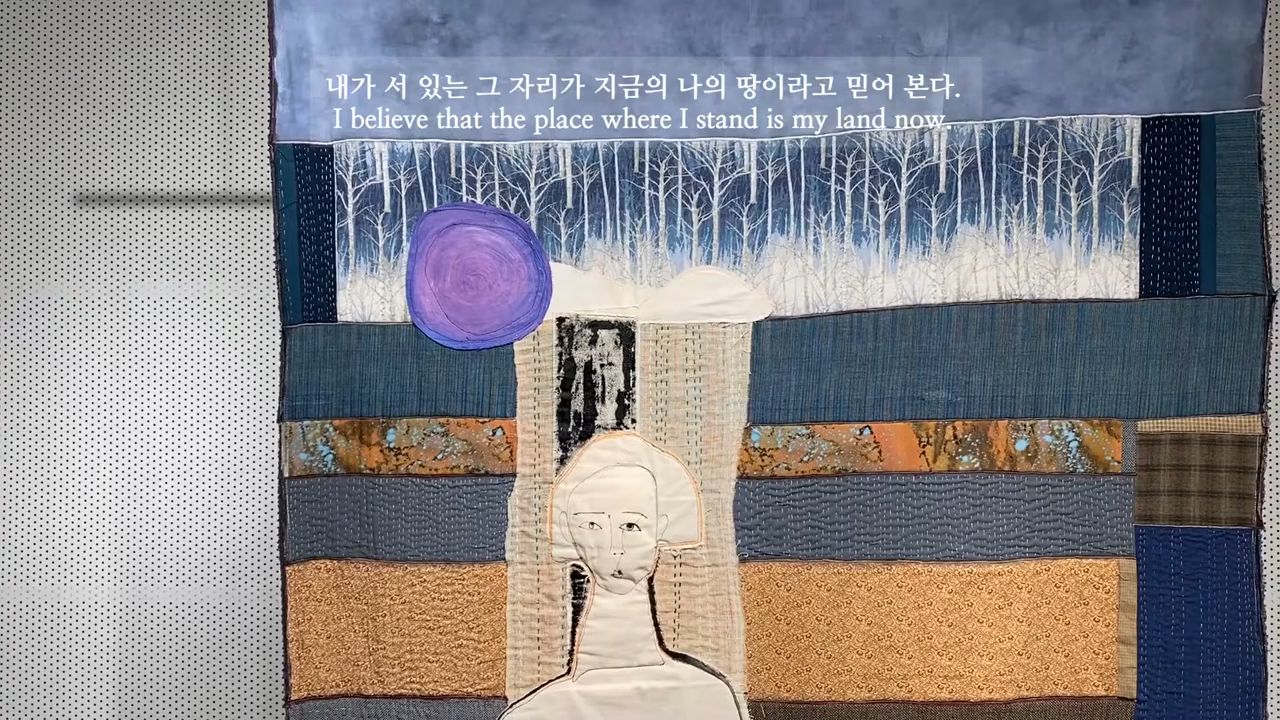 내가 서 있는 그 자리가 지금의 나의 땅이라고 믿어 본다.
I believe that the place where I stand is my land now